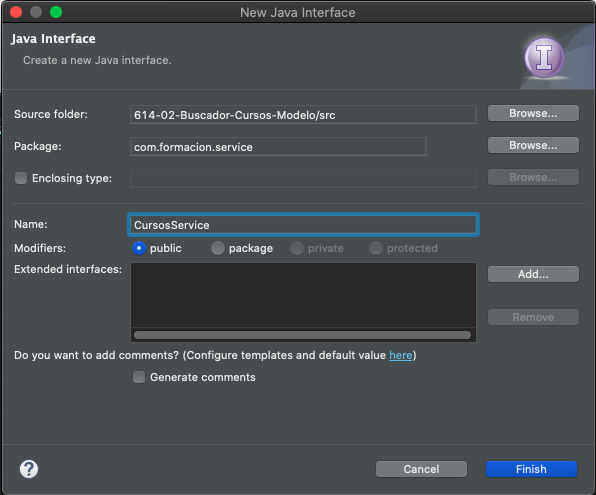 New Java Interface
Java Interface
Create a new Java interface.
I
Source folder: 614-02-Buscador-Cursos-Modelo/src Browse...
Package: com.formacion.service Browse...
Enclosing type: Browse...
Name: CursosService
Modifiers: public package private protected
Extended interfaces: Add...
Remove
Do you want to add comments? (Configure templates and default value here)
Generate comments
? Cancel Finish